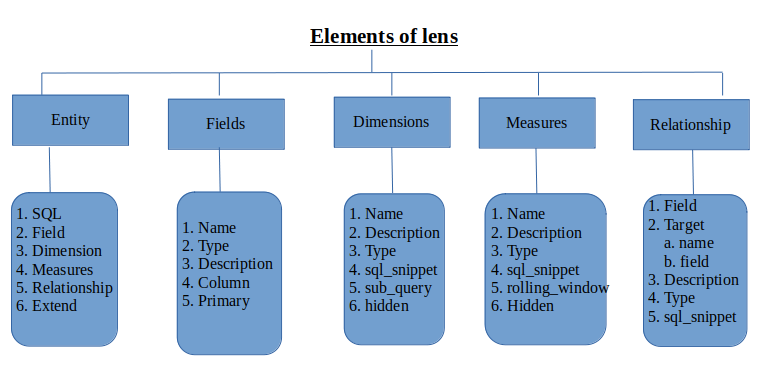 Elements of lens
Entity
Fields
Dimensions
Measures
Relationship
1. SQL
2. Field
3. Dimension
4. Measures
5. Relationship
6. Extend
1. Name
2. Type
3. Description
4. Column
5. Primary
1. Name
2. Description
3. Type
4. sql_snippet
5. sub_query
6. hidden
1. Name
2. Description
3. Type
4. sql_snippet
5. rolling_window
6. Hidden
1. Field
2. Target
a. name
b. field
3. Description
4. Type
5. sql_snippet